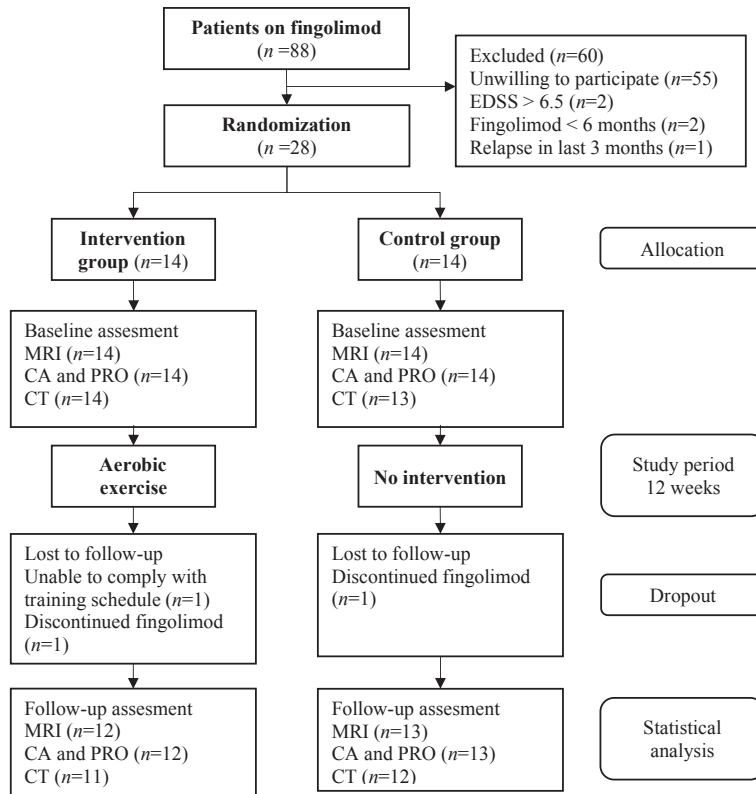 Patients on fingolimod
(n =88)
Excluded (n=60)
Unwilling to participate (n=55)
EDSS > 6.5 (n=2)
Fingolimod < 6 months (n=2)
Relapse in last 3 months (n=1)
Randomization
(n =28)
Intervention
group (n=14)
Control group
(n=14)
Allocation
Baseline assesment
MRI (n=14)
CA and PRO (n=14)
CT (n=14)
Baseline assesment
MRI (n=14)
CA and PRO (n=14)
CT (n=13)
Aerobic
exercise
No intervention
Study period
12 weeks
Lost to follow-up
Unable to comply with
training schedule (n=1)
Discontinued fingolimod
(n=1)
Lost to follow-up
Discontinued fingolimod
(n=1)
Dropout
Follow-up assesment
MRI (n=12)
CA and PRO (n=12)
CT (n=11)
Follow-up assesment
MRI (n=13)
CA and PRO (n=13)
CT (n=12)
Statistical
analysis